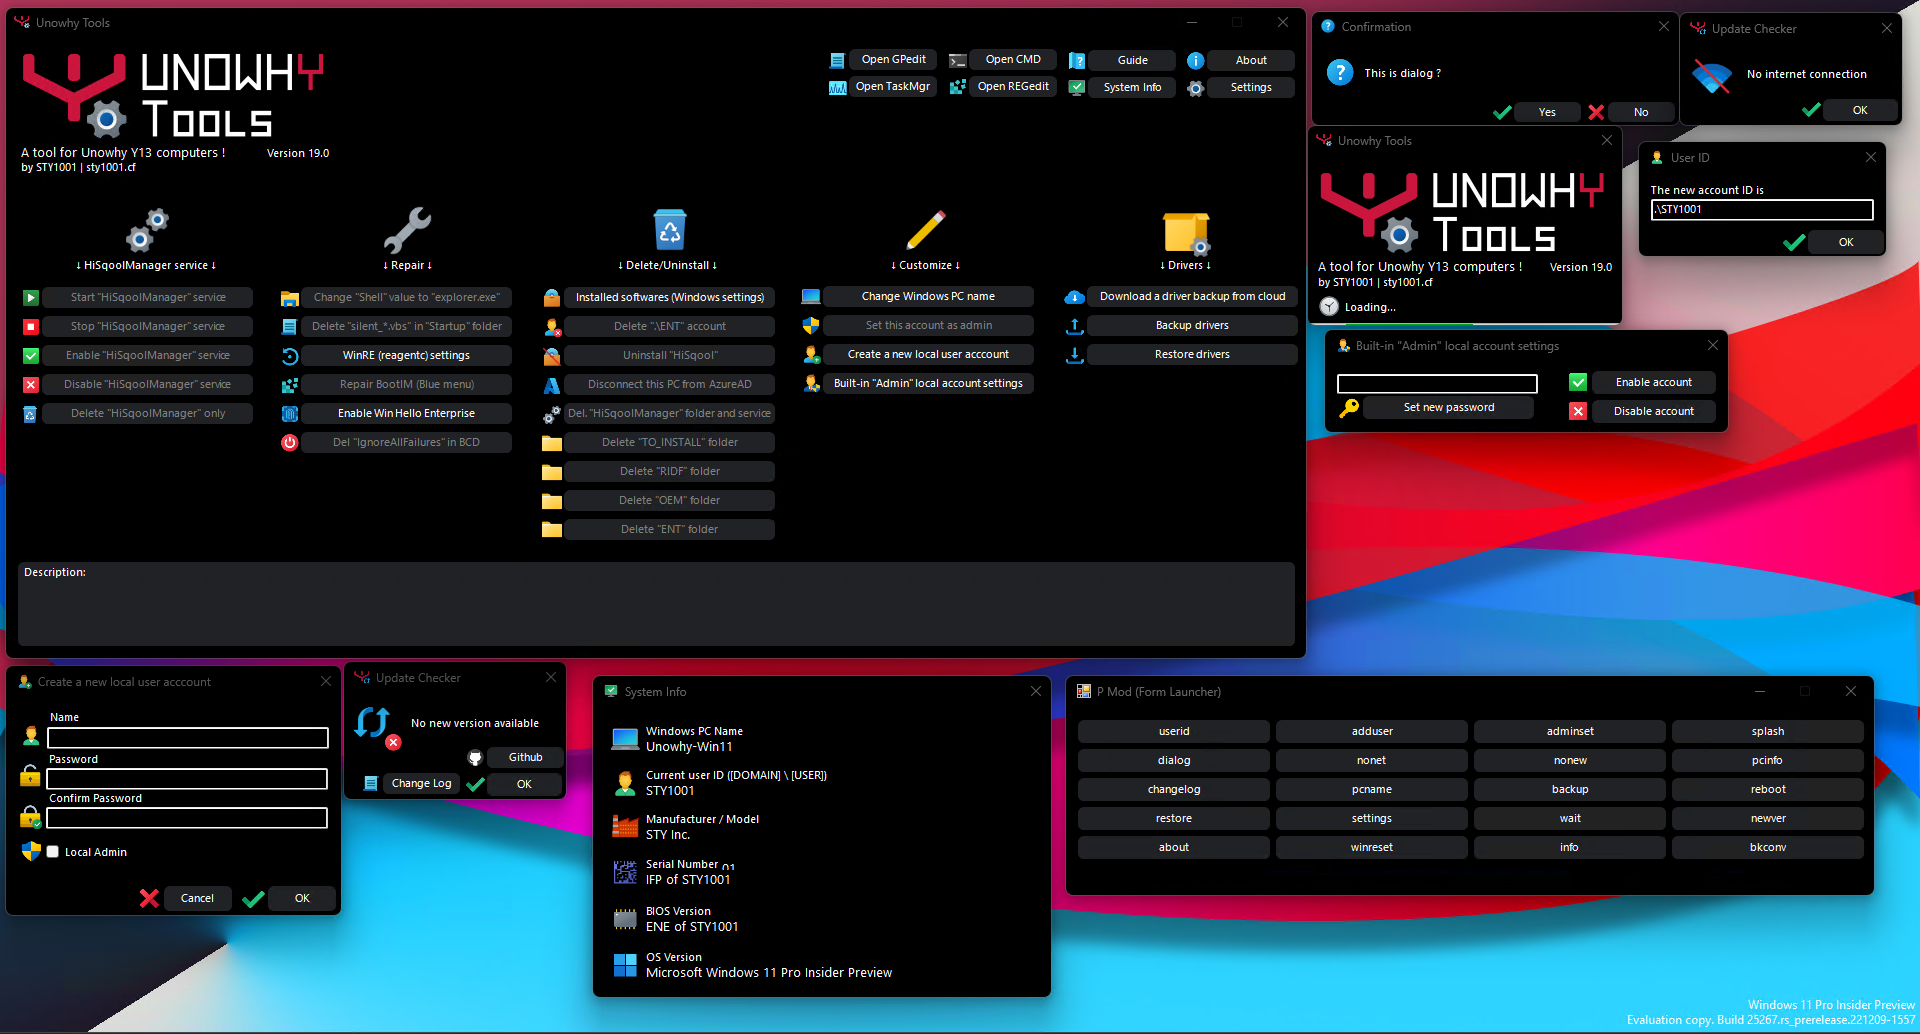 Unowhy Tools
UNOWHY
TOOLS
A tool for Unowhy Y13 computers !
Version 19.0
by STY1001 | sty1001.cf
Open GPedit
Open CMD
Guide
About
Open TaskMgr
Open REGedit
System Info
Settings
↓ HiSqoolManager service ↓
Start "HiSqoolManager" service
Stop "HiSqoolManager" service
Enable "HiSqoolManager" service
Disable "HiSqoolManager" service
Delete "HiSqoolManager" only
↓ Repair ↓
Change "Shell" value to "explorer.exe"
Delete "silent_*.vbs" in "Startup" folder
WinRE (reagentc) settings
Repair BootIM (Blue menu)
Enable Win Hello Enterprise
Del "IgnoreAllFailures" in BCD
↓ Delete/Uninstall ↓
Installed softwares (Windows settings)
Delete ".\ENT" account
Uninstall "HiSqool"
Disconnect this PC from AzureAD
Del. "HiSqoolManager" folder and service
Delete "TO_INSTALL" folder
Delete "RIDF" folder
Delete "OEM" folder
Delete "ENT" folder
↓ Customize ↓
Change Windows PC name
Set this account as admin
Create a new local user acccount
Built-in "Admin" local account settings
↓ Drivers ↓
Download a driver backup from cloud
Backup drivers
Restore drivers
Description:
Confirmation
This is dialog ?
Yes
No
Update Checker
No internet connection
OK
Unowhy Tools
UNOWHY
TOOLS
A tool for Unowhy Y13 computers !
Version 19.0
by STY1001 | sty1001.cf
Loading...
User ID
The new account ID is
.\STY1001
OK
Built-in "Admin" local account settings
Enable account
Set new password
Disable account
Create a new local user acccount
Name
Password
Confirm Password
Local Admin
Cancel
OK
Update Checker
No new version available
Github
Change Log
OK
System Info
Windows PC Name
Unowhy-Win11
Current user ID ([DOMAIN] \ [USER])
STY1001
Manufacturer / Model
STY Inc.
Serial Number
IFP of STY1001
BIOS Version
ENE of STY1001
OS Version
Microsoft Windows 11 Pro Insider Preview
P Mod (Form Launcher)
userid
adduser
adminset
splash
dialog
nonet
nonew
pcinfo
changelog
pcname
backup
reboot
restore
settings
wait
newver
about
winreset
info
bkconv
Windows 11 Pro Insider Preview
Evaluation copy. Build 25267.rs_prerelease.221209-1557